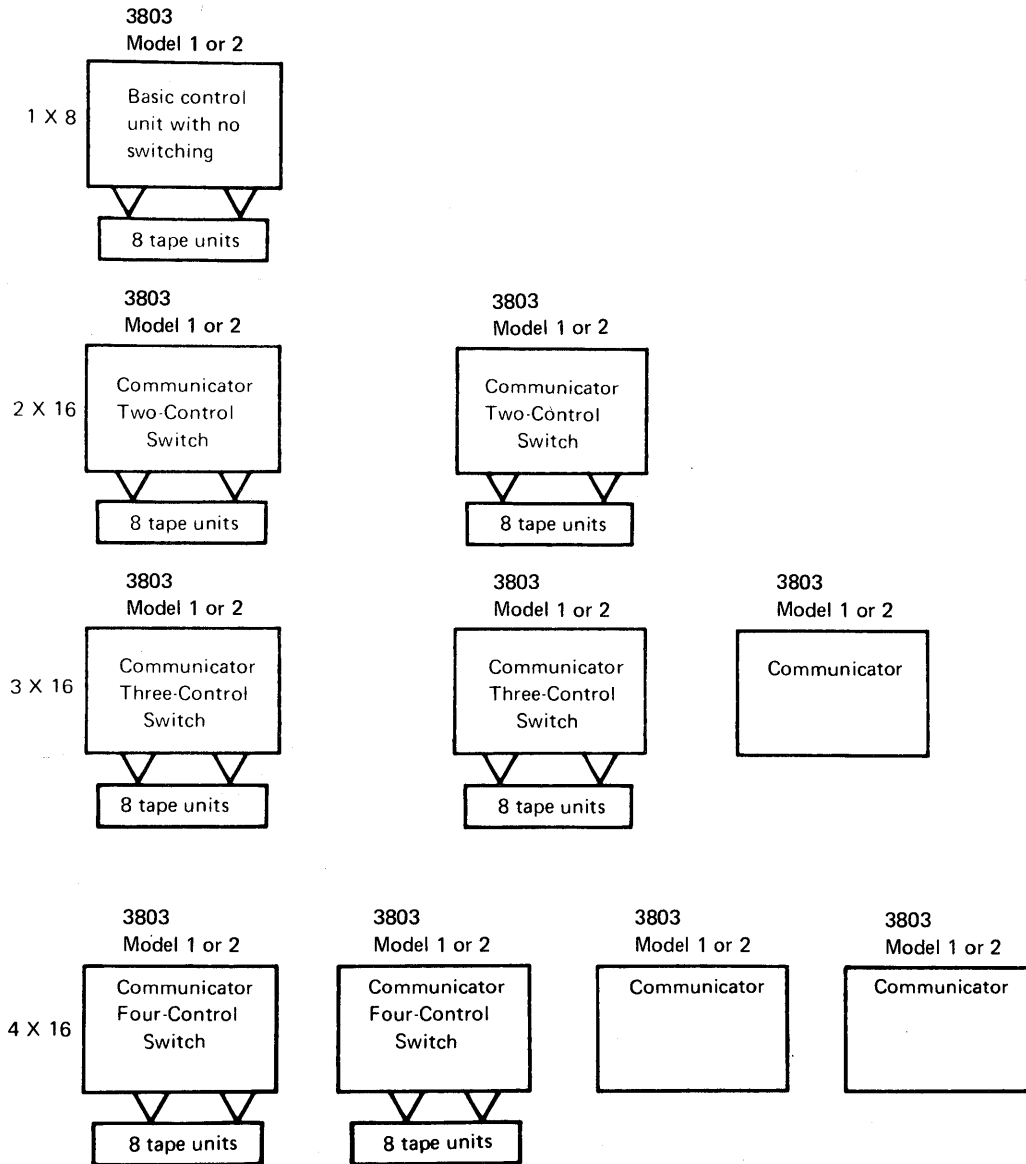 3803
Model 1 or 2
1 X 8
Basic control
unit with no
switching
8 tape units
3803
Model 1 or 2
3803
Model 1 or 2
2 X 16
Communicator
Two-Control
Switch
Communicator
Two-Control
Switch
8 tape units
8 tape units
3803
Model 1 or 2
3803
Model 1 or 2
3803
Model 1 or 2
3 X 16
Communicator
Three-Control
Switch
Communicator
Three-Control
Switch
Communicator
8 tape units
8 tape units
3803
Model 1 or 2
3803
Model 1 or 2
3803
Model 1 or 2
3803
Model 1 or 2
4 X 16
Communicator
Four-Control
Switch
Communicator
Four-Control
Switch
Communicator
Communicator
8 tape units
8 tape units